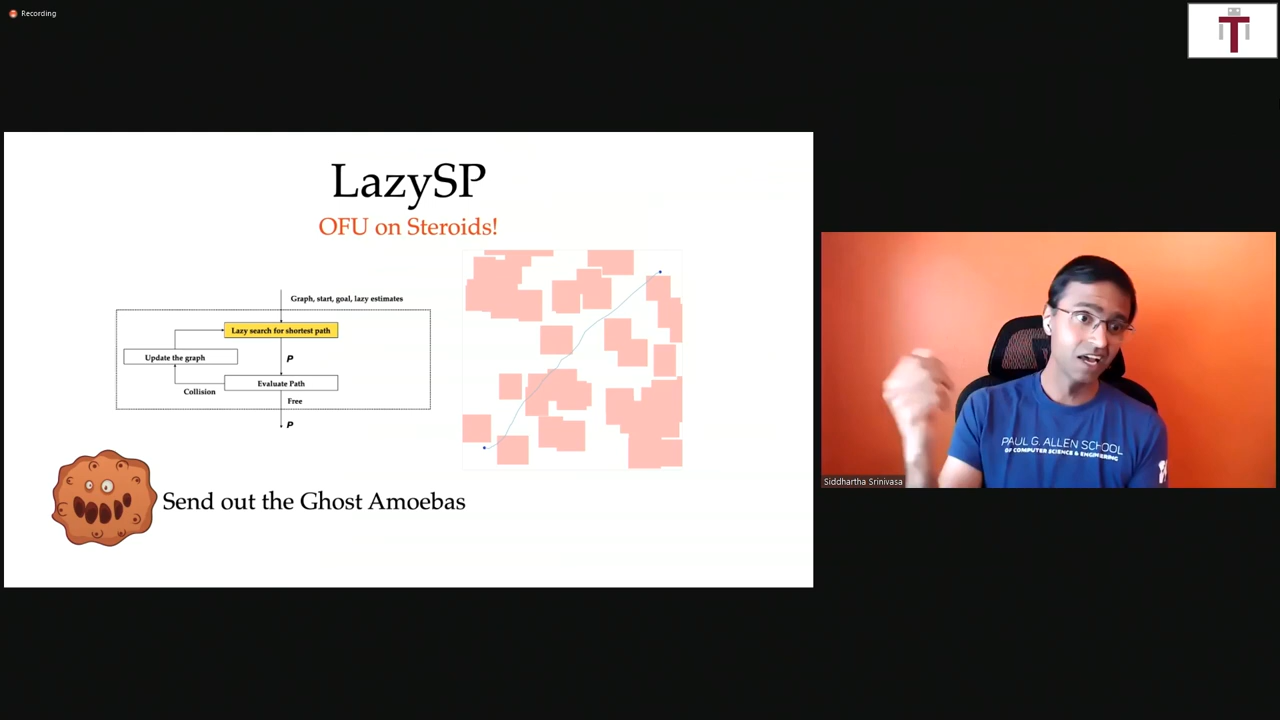 Recording
LazySP
OFU on Steroids!
Graph, start, goal, lazy estimates
Lazy search for shortest path
P
Update the graph
Evaluate Path
Collision
Free
P
Send out the Ghost Amoebas
PAUL G. ALLEN SCHOOL
OF COMPUTER SCIENCE & ENGINEERING
Siddhartha Srinivasa